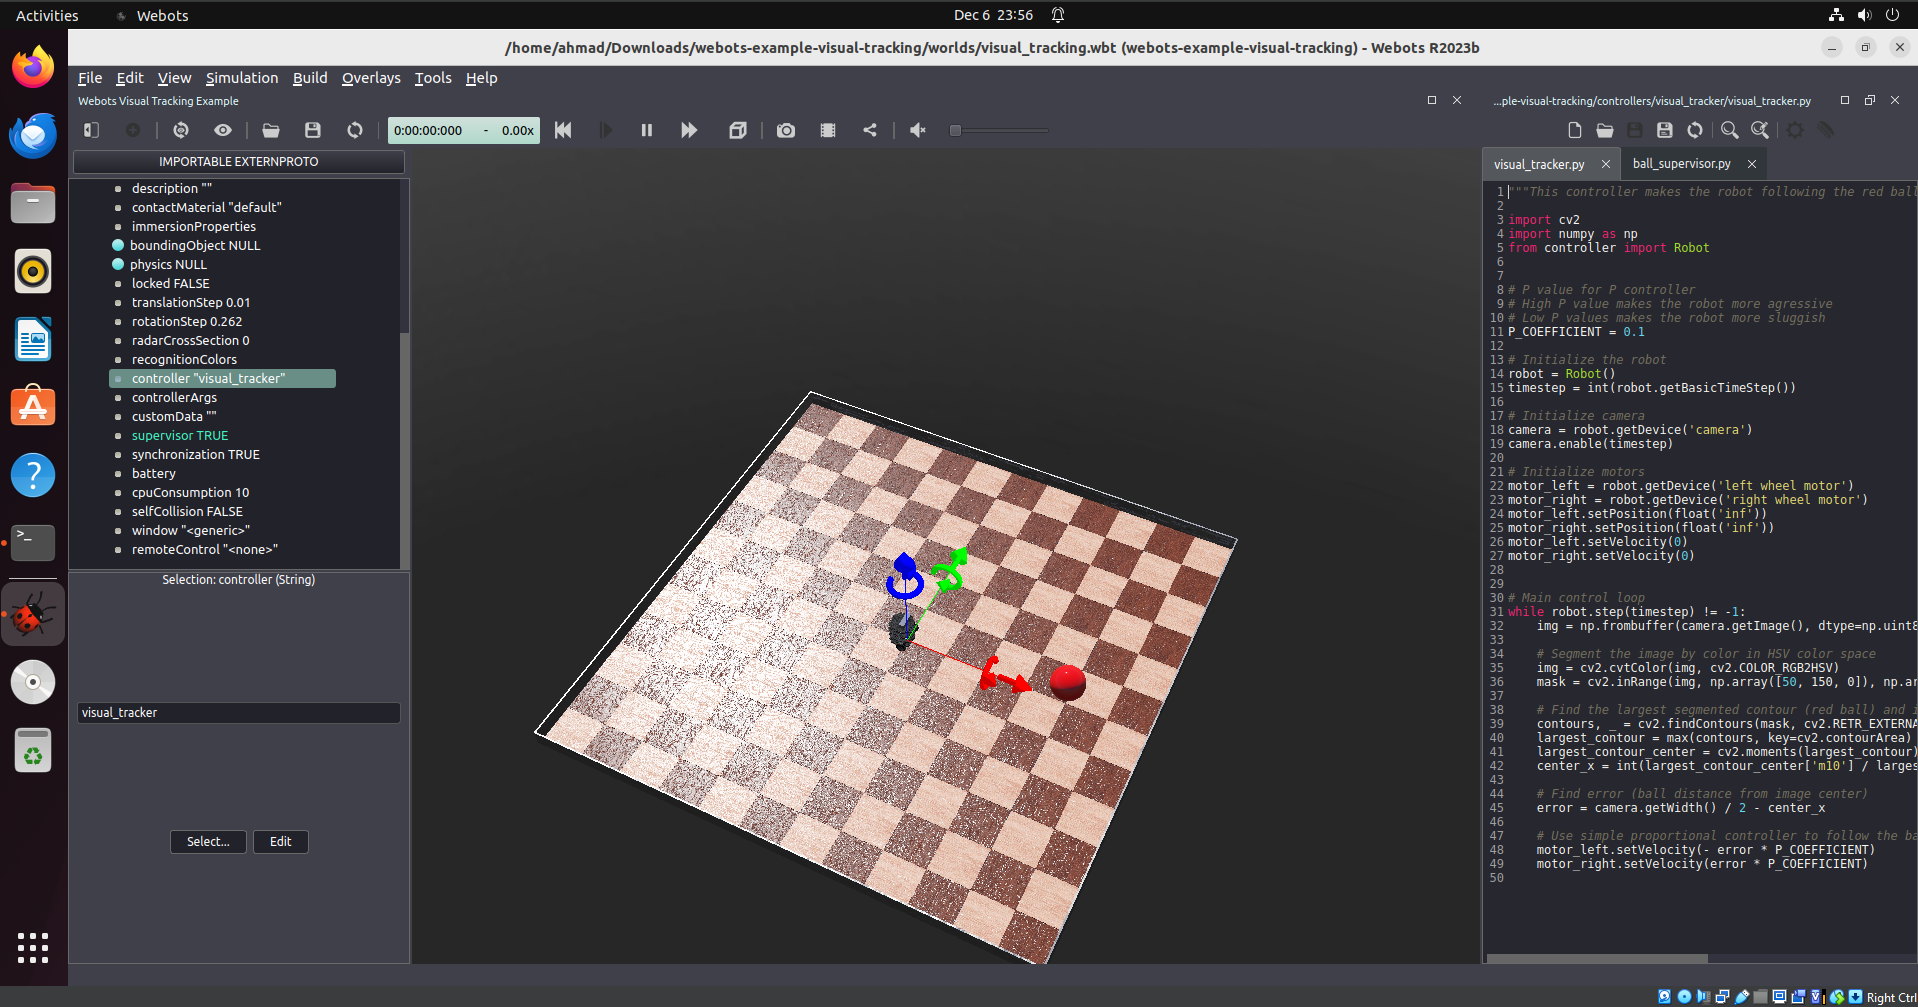 Activities
Webots
Dec 6 23:56
/home/ahmad/Downloads/webots-example-visual-tracking/worlds/visual_tracking.wbt (webots-example-visual-tracking) - Webots R2023b
File Edit View Simulation Build Overlays Tools Help
Webots Visual Tracking Example
0:00:00:000 - 0.00x
IMPORTABLE EXTERNPROTO
description ""
contactMaterial "default"
immersionProperties
boundingObject NULL
physics NULL
locked FALSE
translationStep 0.01
rotationStep 0.262
radarCrossSection 0
recognitionColors
controller "visual_tracker"
controllerArgs
customData ""
supervisor TRUE
synchronization TRUE
battery
cpuConsumption 10
selfCollision FALSE
window "<generic>"
remoteControl "<none>"
Selection: controller (String)
visual_tracker
Select...
Edit
...ple-visual-tracking/controllers/visual_tracker/visual_tracker.py
visual_tracker.py
ball_supervisor.py
1 """This controller makes the robot following the red ball
2
3 import cv2
4 import numpy as np
5 from controller import Robot
6
7
8 # P value for P controller
9 # High P value makes the robot more agressive
10 # Low P values makes the robot more sluggish
11 P_COEFFICIENT = 0.1
12
13 # Initialize the robot
14 robot = Robot()
15 timestep = int(robot.getBasicTimeStep())
16
17 # Initialize camera
18 camera = robot.getDevice('camera')
19 camera.enable(timestep)
20
21 # Initialize motors
22 motor_left = robot.getDevice('left wheel motor')
23 motor_right = robot.getDevice('right wheel motor')
24 motor_left.setPosition(float('inf'))
25 motor_right.setPosition(float('inf'))
26 motor_left.setVelocity(0)
27 motor_right.setVelocity(0)
28
29
30 # Main control loop
31 while robot.step(timestep) != -1:
32 img = np.frombuffer(camera.getImage(), dtype=np.uint8
33
34 # Segment the image by color in HSV color space
35 img = cv2.cvtColor(img, cv2.COLOR_RGB2HSV)
36 mask = cv2.inRange(img, np.array([50, 150, 0]), np.ar
37
38 # Find the largest segmented contour (red ball) and i
39 contours, _ = cv2.findContours(mask, cv2.RETR_EXTERNA
40 largest_contour = max(contours, key=cv2.contourArea)
41 largest_contour_center = cv2.moments(largest_contour)
42 center_x = int(largest_contour_center['m10'] / larges
43
44 # Find error (ball distance from image center)
45 error = camera.getWidth() / 2 - center_x
46
47 # Use simple proportional controller to follow the ba
48 motor_left.setVelocity(- error * P_COEFFICIENT)
49 motor_right.setVelocity(error * P_COEFFICIENT)
50
Right Ctrl